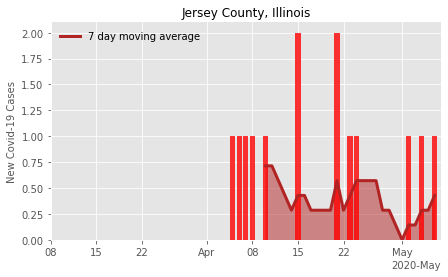 Jersey County, Illinois
7 day moving average
New Covid-19 Cases
2.00
1.75
1.50
1.25
1.00
0.75
0.50
0.25
0.00
08 15 22 Apr 08 15 22 May
2020-May